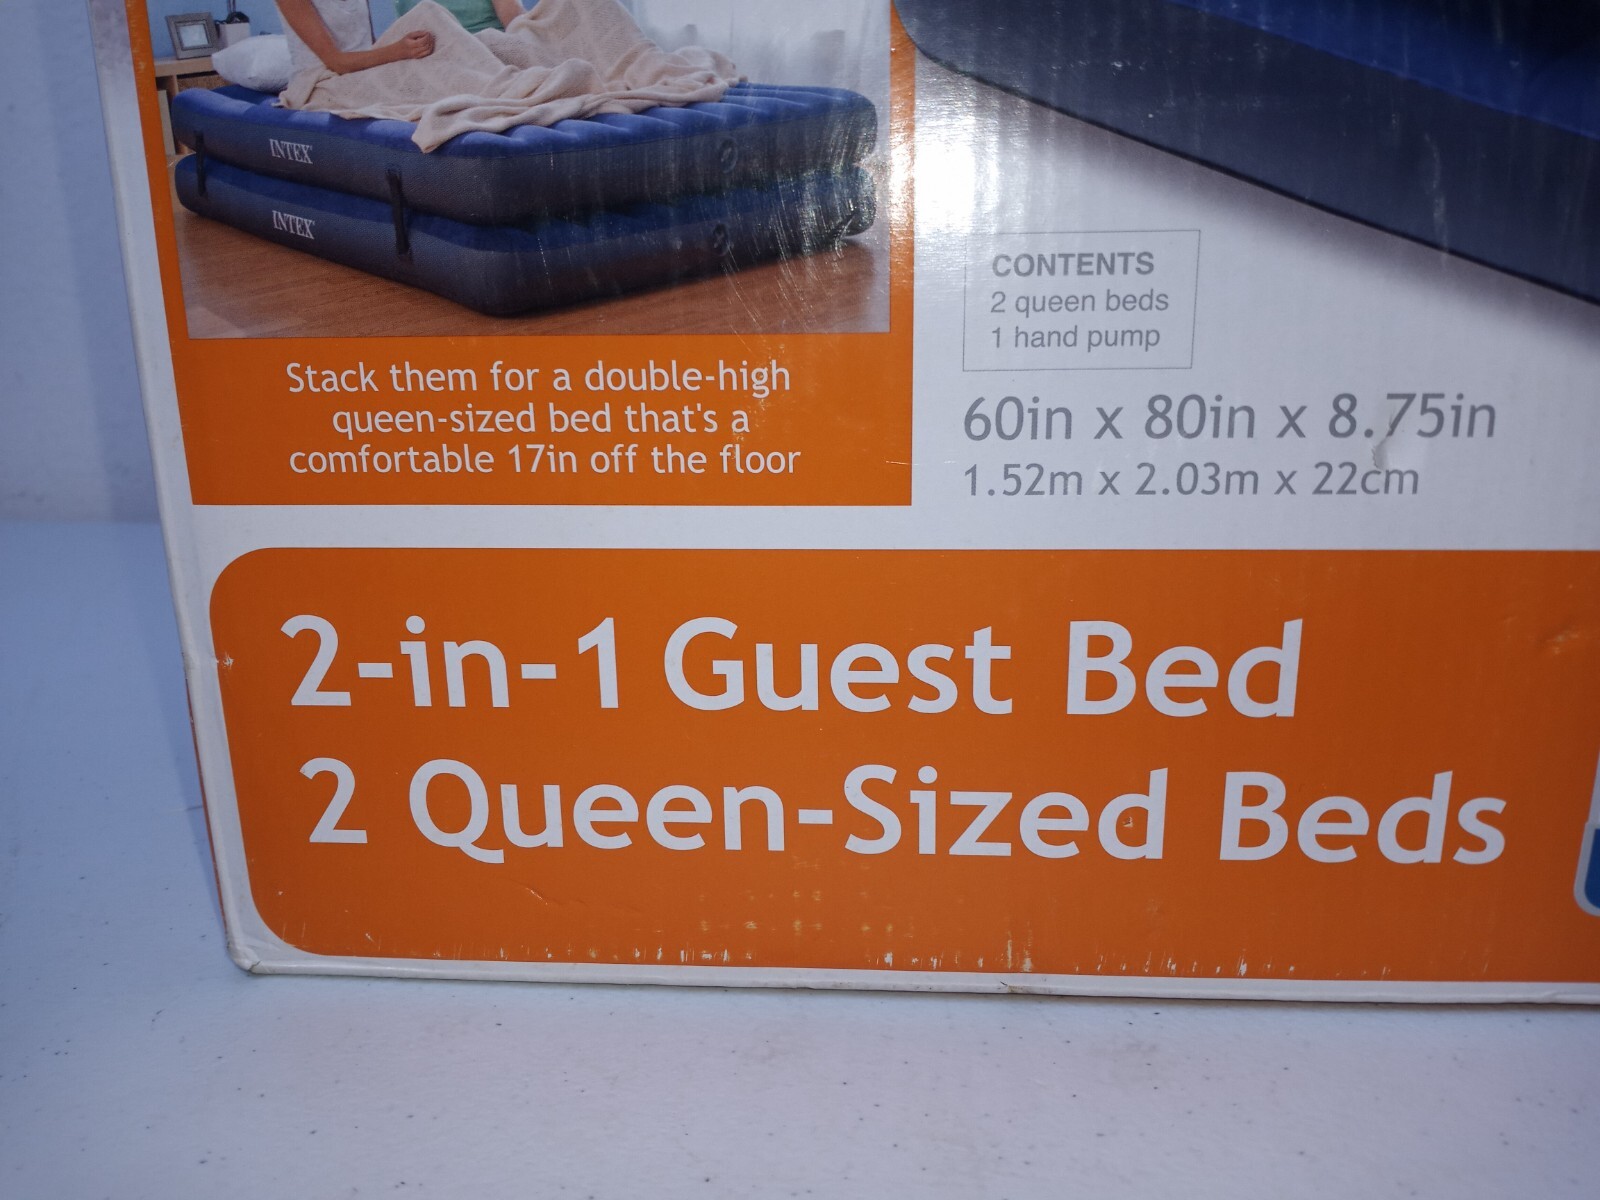 INTEX
INTEX
Stack them for a double-high
queen-sized bed that's a
comfortable 17in off the floor
CONTENTS
2 queen beds
1 hand pump
60in x 80in x 8.75in
1.52m x 2.03m x 22cm
2-in-1 Guest Bed
2 Queen-Sized Beds